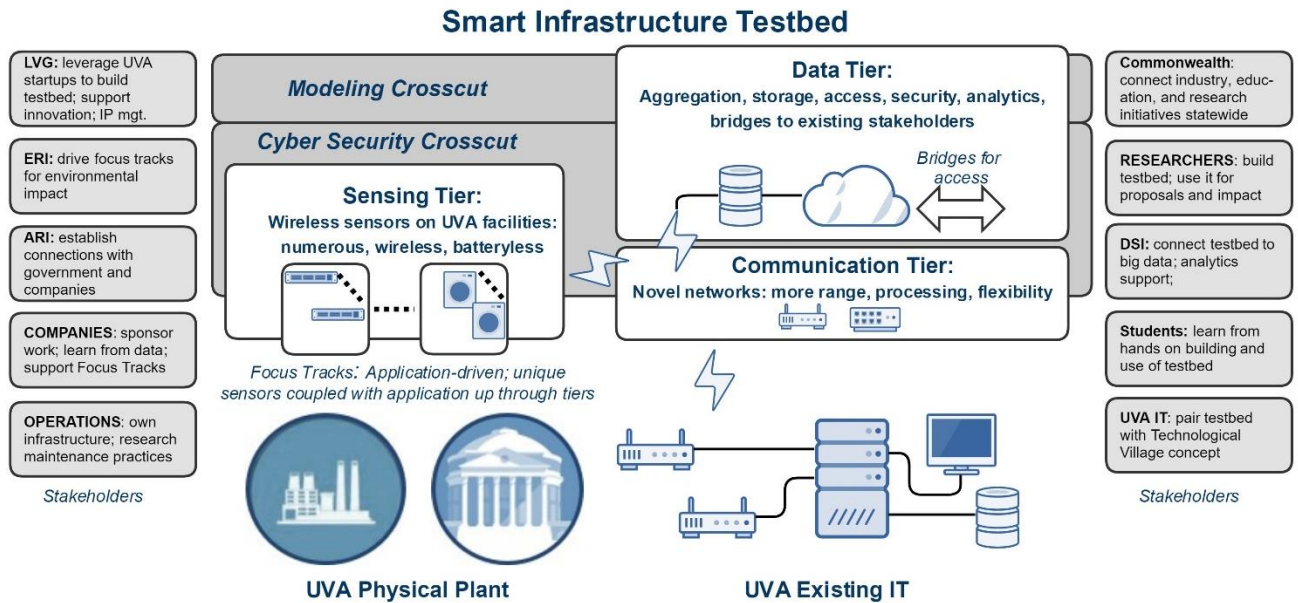 Smart Infrastructure Testbed
LVG: leverage UVA
startups to build
testbed; support
innovation; IP mgt.
ERI: drive focus tracks
for environmental
impact
ARI: establish
connections with
government and
companies
COMPANIES: sponsor
work; learn from data;
support Focus Tracks
OPERATIONS: own
infrastructure; research
maintenance practices
Stakeholders
Modeling Crosscut
Cyber Security Crosscut
Sensing Tier:
Wireless sensors on UVA facilities:
numerous, wireless, batteryless
Focus Tracks: Application-driven; unique
sensors coupled with application up through tiers
UVA Physical Plant
Data Tier:
Aggregation, storage, access, security, analytics,
bridges to existing stakeholders
Bridges for
access
Communication Tier:
Novel networks: more range, processing, flexibility
UVA Existing IT
Commonwealth:
connect industry, educ-
ation, and research
initiatives statewide
RESEARCHERS: build
testbed; use it for
proposals and impact
DSI: connect testbed to
big data; analytics
support;
Students: learn from
hands on building and
use of testbed
UVA IT: pair testbed
with Technological
Village concept
Stakeholders